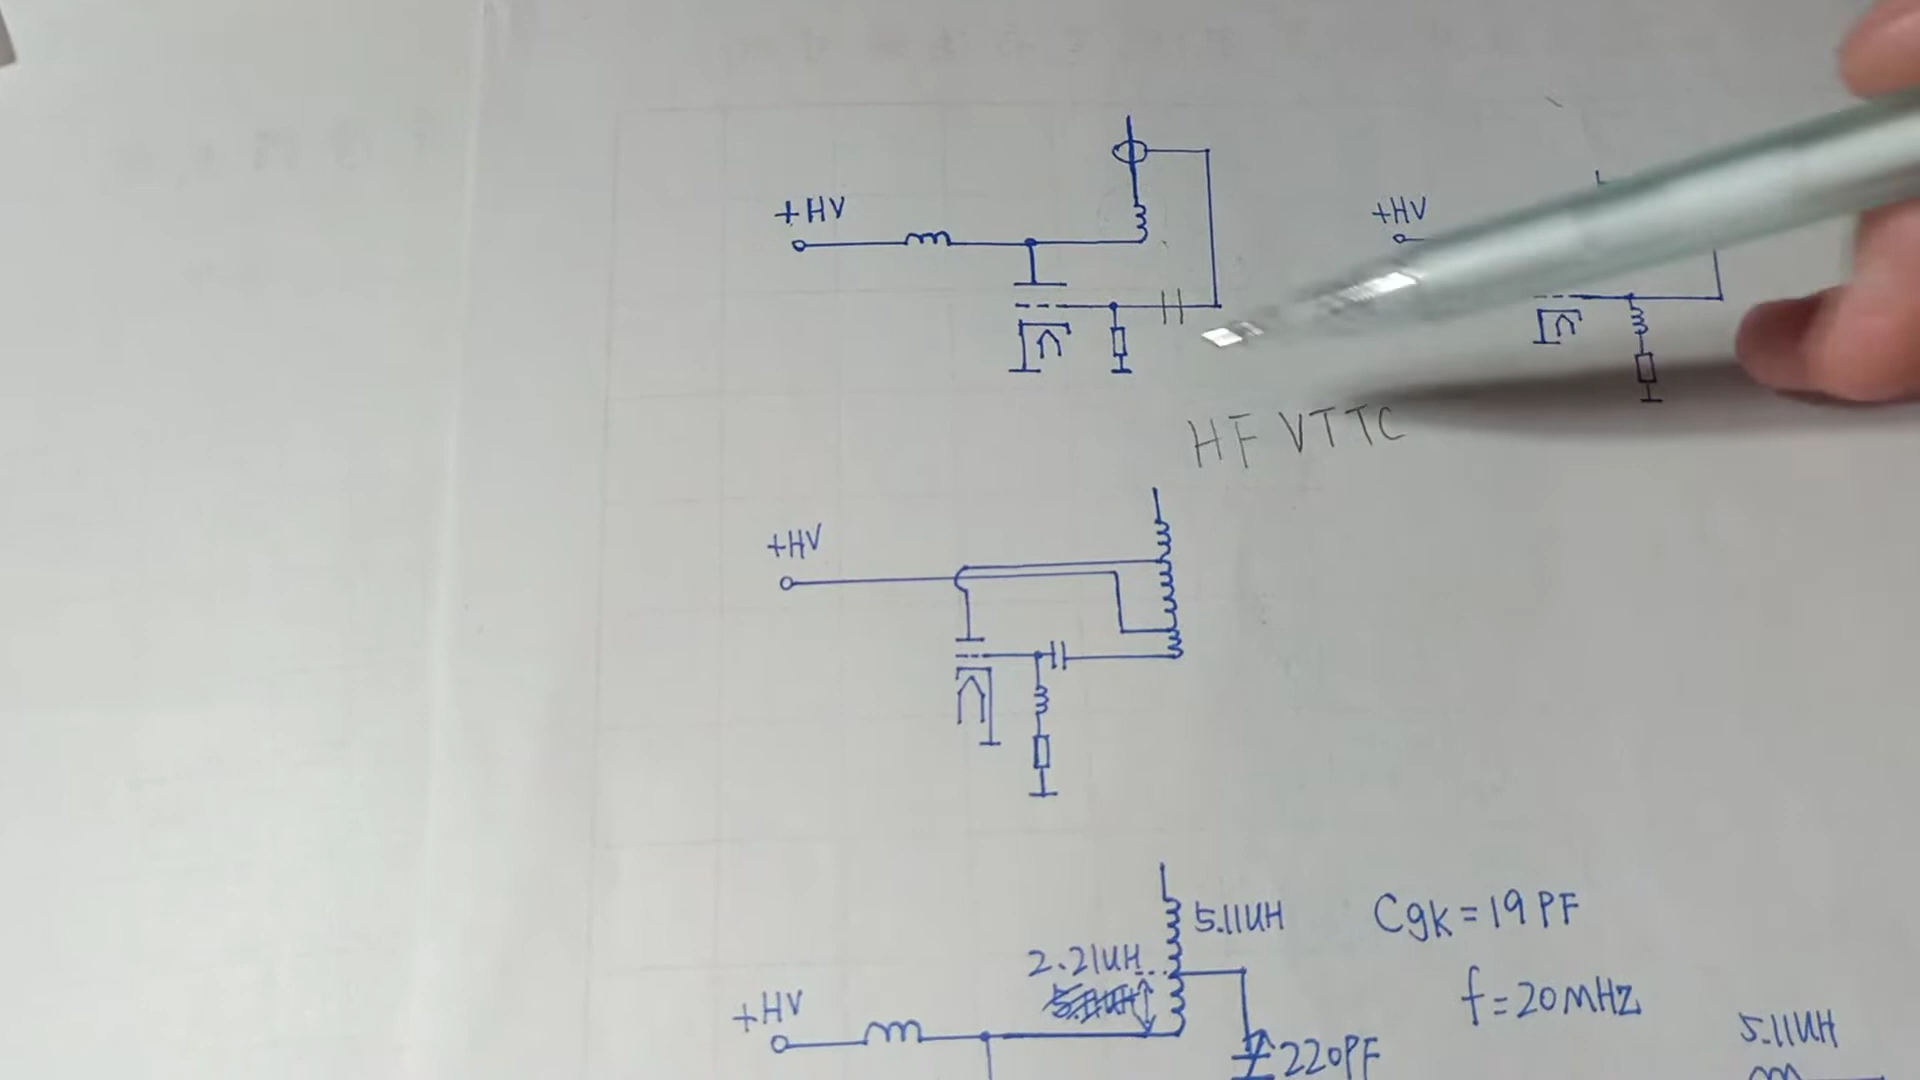 +HV
+HV
HF VTTC
+HV
5.11UH
Cgk=19PF
2.21UH
f=20MHZ
+HV
220PF
5.11UH